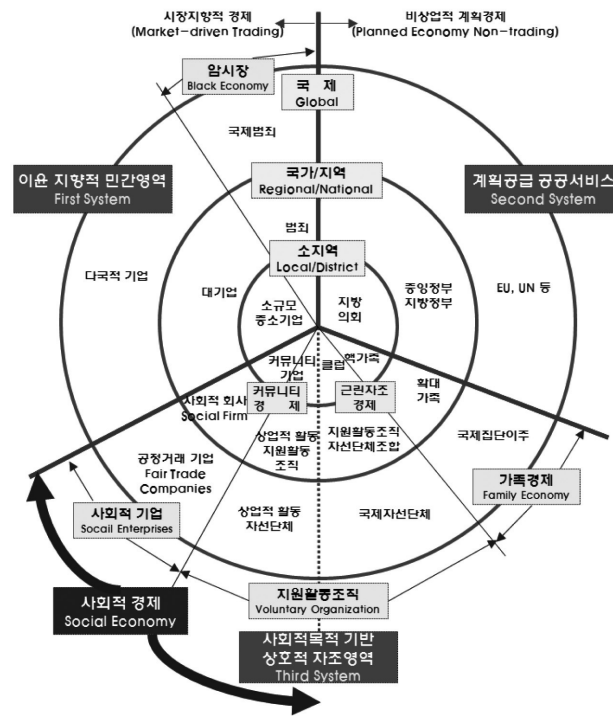 시장지향적 경제
(Market-driven Trading)
비상업적 계획경제
(Planned Economy Non-trading)
암시장
Black Economy
국 제
Global
국제범죄
이윤 지향적 민간영역
First System
국가/지역
Regional/National
계획공급 공공서비스
Second System
범죄
소지역
Local/District
다국적 기업
대기업
소규모
중소기업
지방
의회
중앙정부
지방정부
EU, UN 등
커뮤니티
기업
클럽
핵가족
확대
가족
사회적 회사
Social Firm
커뮤니티
경 제
근린자조
경제
상업적 활동
지원활동
조직
지원활동조직
자선단체조합
국제집단이주
공정거래 기업
Fair Trade
Companies
가족경제
Family Economy
사회적 기업
Socail Enterprises
상업적 활동
자선단체
국제자선단체
사회적 경제
Social Economy
지원활동조직
Voluntary Organization
사회적목적 기반
상호적 자조영역
Third System